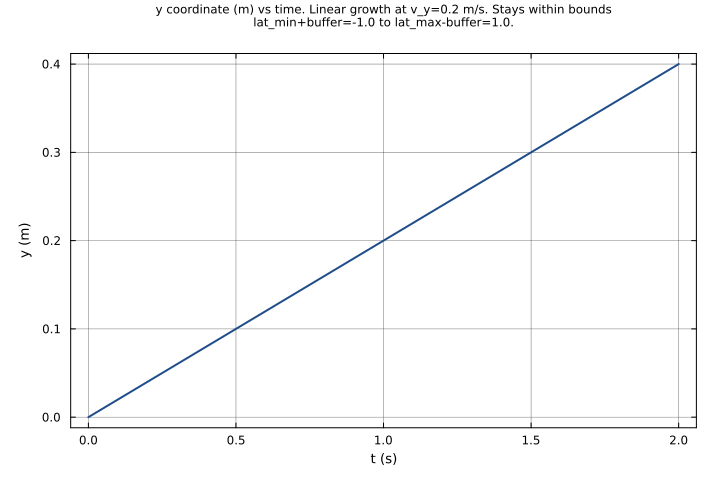 y coordinate (m) vs time. Linear growth at v_y=0.2 m/s. Stays within bounds
lat_min+buffer=-1.0 to lat_max-buffer=1.0.
0.4
0.3
0.2
0.1
0.0
y (m)
0.0 0.5 1.0 1.5 2.0
t (s)